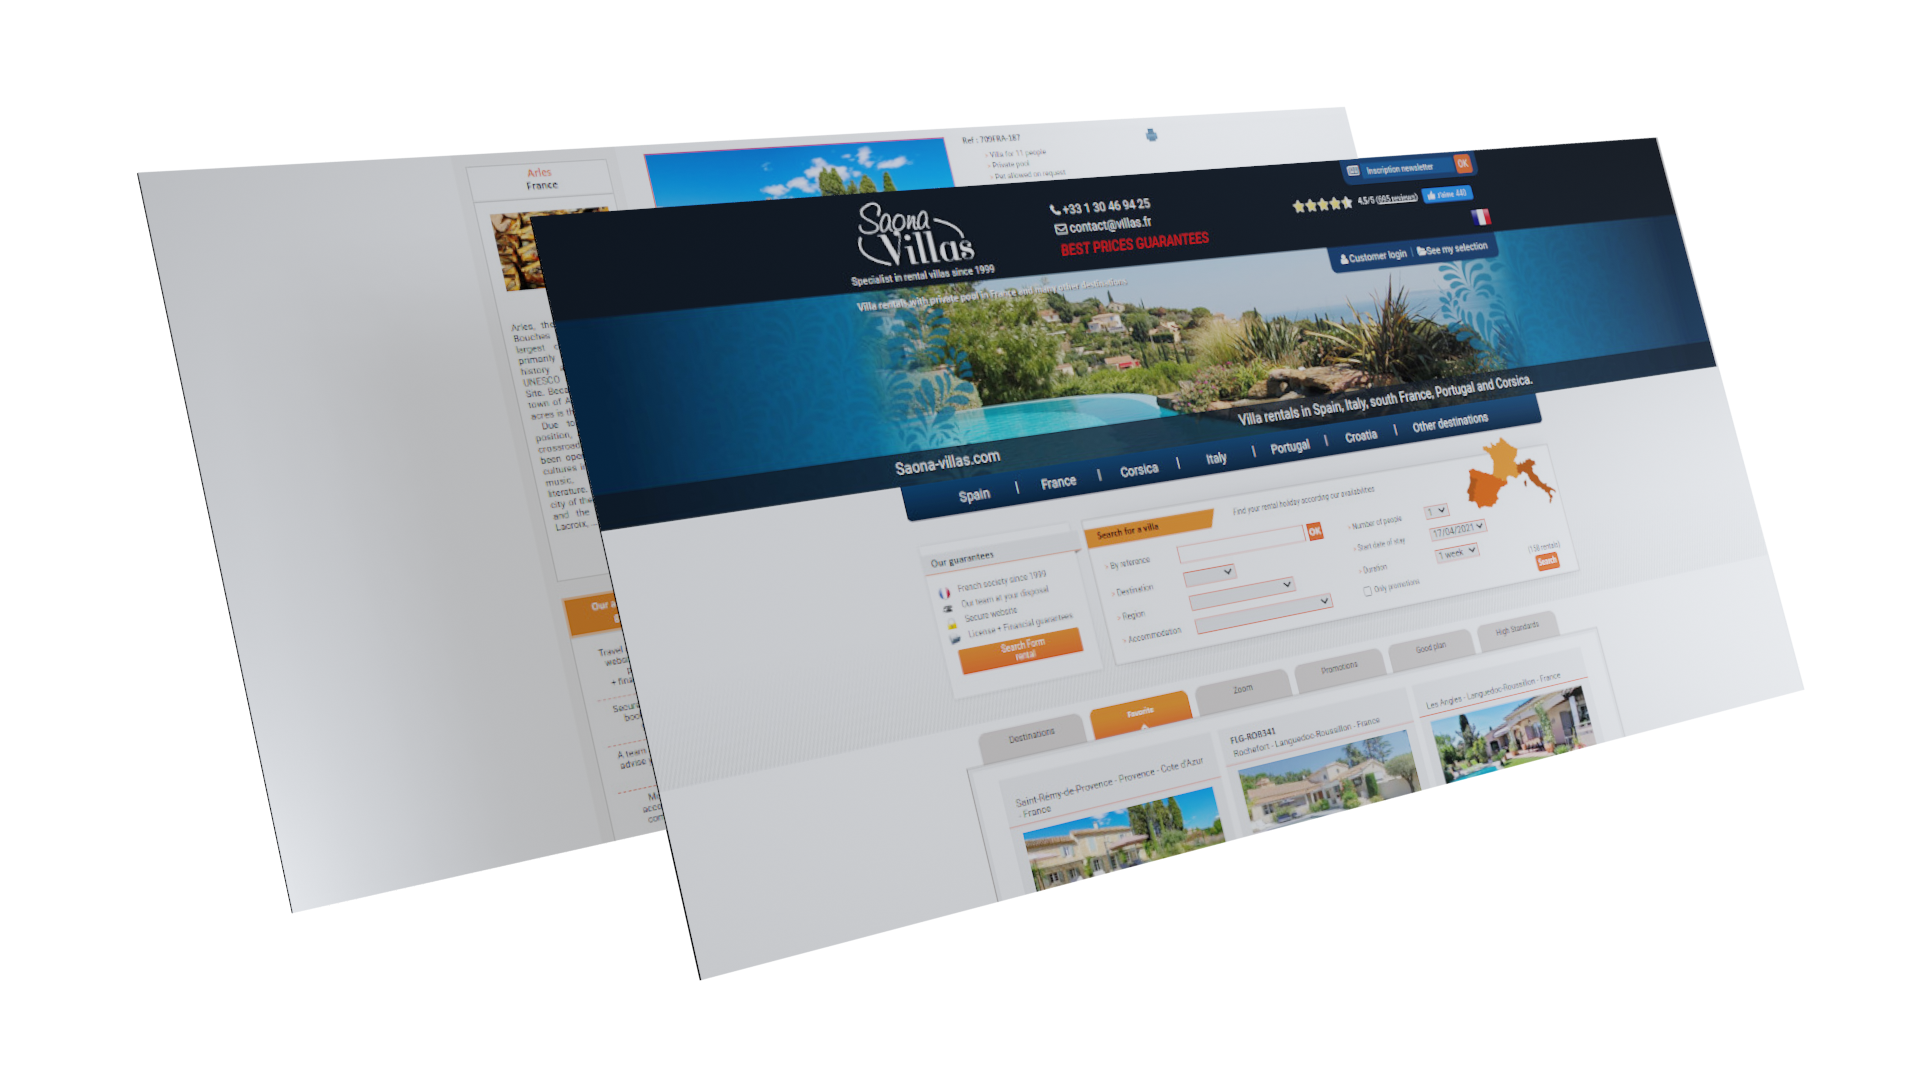 Arles
France
Arles, the
Bouches
largest c
primarily
history
UNESCO
Site. Beca
town of A
acres is th
Due to
position,
crossroad
been ope
cultures
music,
literature.
city of the
and the
Lacroix, ...
Our a
Travel
websi
+ fina
Secure
boo
A team
advise y
Mo
acco
com
Ref : 709FRA-187
- Villa for 11 people
- Private pool
- Pet allowed on request
Saona
Villas
Specialist in rental villas since 1999
+33 1 30 46 94 25
contact@villas.fr
BEST PRICES GUARANTEES
Inscription newsletter
OK
4.5/5 (695 reviews)
J'aime 440
Customer login | See my selection
Villa rentals with private pool in France and many other destinations
Villa rentals in Spain, Italy, south France, Portugal and Corsica.
Saona-villas.com
Spain | France | Corsica | Italy | Portugal | Croatia | Other destinations
Our guarantees
French society since 1999
Our team at your disposal
Secure website
License + Financial guarantees
Search Form
rental
Search for a villa
Find your rental holiday according our availabilities
› By reference
OK
› Destination
› Region
› Accommodation
› Number of people
1
› Start date of stay
17/04/2021
› Duration
1 week
Only promotions
(158 rentals)
Search
Destinations
Favorite
Zoom
Promotions
Good plan
High Standards
Saint-Rémy-de-Provence - Provence - Cote d'Azur
- France
FLG-ROB341
Rochefort - Languedoc-Roussillon - France
Les Angles - Languedoc-Roussillon - France